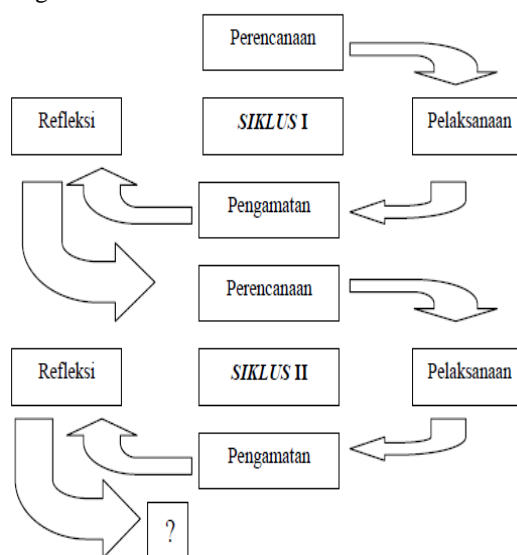 Perencanaan
Refleksi
SIKLUS I
Pelaksanaan
Pengamatan
Perencanaan
Refleksi
SIKLUS II
Pelaksanaan
Pengamatan
?